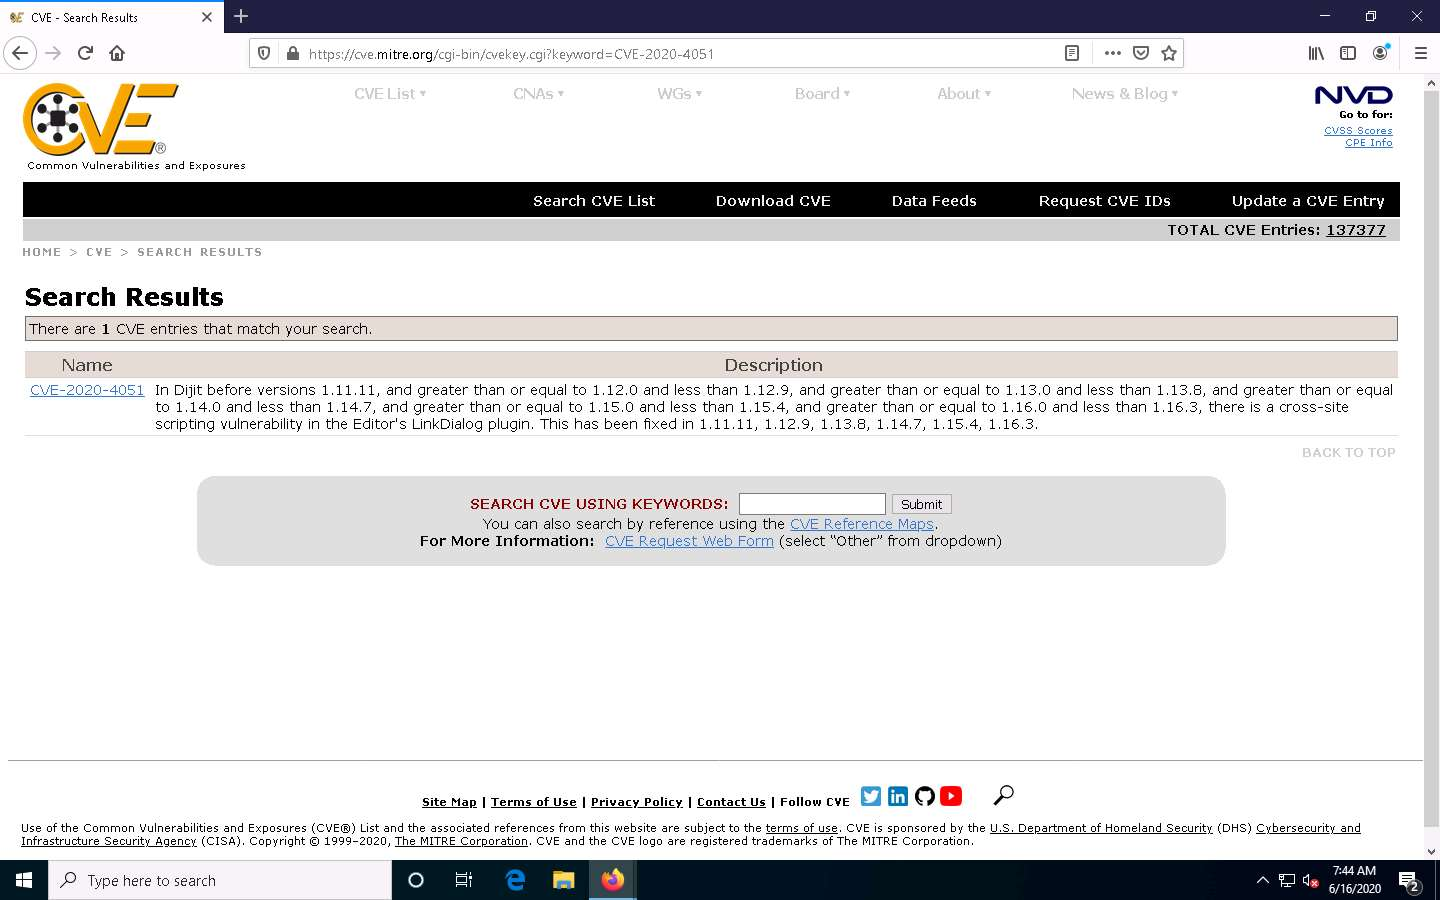 CVE - Search Results
https://cve.mitre.org/cgi-bin/cvekey.cgi?keyword=CVE-2020-4051
CVE®
Common Vulnerabilities and Exposures
CVE List ▾ CNAs ▾ WGs ▾ Board ▾ About ▾ News & Blog ▾
NVD
Go to for:
CVSS Scores
CPE Info
Search CVE List Download CVE Data Feeds Request CVE IDs Update a CVE Entry
TOTAL CVE Entries: 137377
HOME > CVE > SEARCH RESULTS
Search Results
There are 1 CVE entries that match your search.
Name Description
CVE-2020-4051 In Dijit before versions 1.11.11, and greater than or equal to 1.12.0 and less than 1.12.9, and greater than or equal to 1.13.0 and less than 1.13.8, and greater than or equal
to 1.14.0 and less than 1.14.7, and greater than or equal to 1.15.0 and less than 1.15.4, and greater than or equal to 1.16.0 and less than 1.16.3, there is a cross-site
scripting vulnerability in the Editor's LinkDialog plugin. This has been fixed in 1.11.11, 1.12.9, 1.13.8, 1.14.7, 1.15.4, 1.16.3.
BACK TO TOP
SEARCH CVE USING KEYWORDS: Submit
You can also search by reference using the CVE Reference Maps.
For More Information: CVE Request Web Form (select “Other” from dropdown)
Site Map | Terms of Use | Privacy Policy | Contact Us | Follow CVE
Use of the Common Vulnerabilities and Exposures (CVE®) List and the associated references from this website are subject to the terms of use. CVE is sponsored by the U.S. Department of Homeland Security (DHS) Cybersecurity and
Infrastructure Security Agency (CISA). Copyright © 1999–2020, The MITRE Corporation. CVE and the CVE logo are registered trademarks of The MITRE Corporation.
Type here to search
7:44 AM
6/16/2020
2